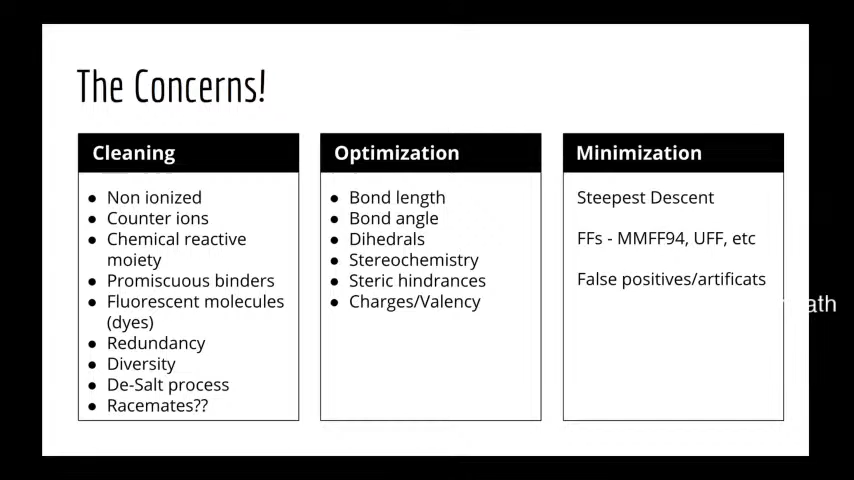 The Concerns!
Cleaning
● Non ionized
● Counter ions
● Chemical reactive
moiety
● Promiscuous binders
● Fluorescent molecules
(dyes)
● Redundancy
● Diversity
● De-Salt process
● Racemates??
Optimization
● Bond length
● Bond angle
● Dihedrals
● Stereochemistry
● Steric hindrances
● Charges/Valency
Minimization
Steepest Descent
FFs - MMFF94, UFF, etc
False positives/artificats